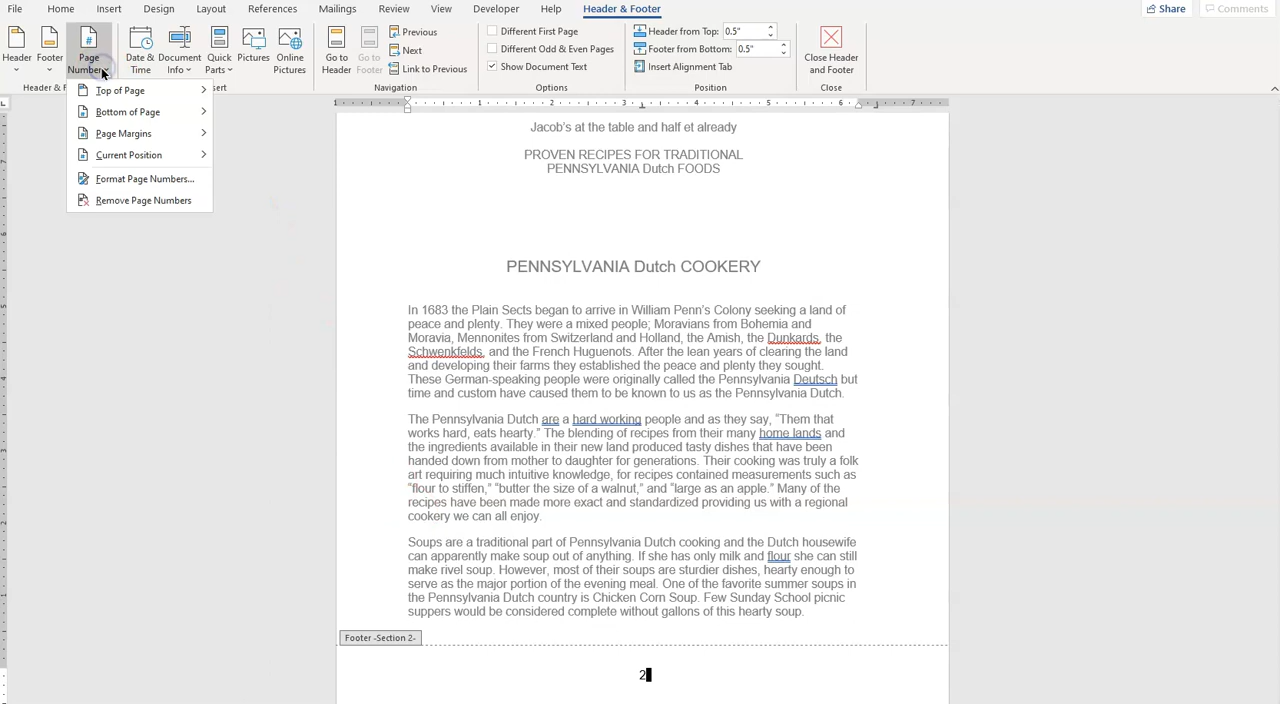 File Home Insert Design Layout References Mailings Review View Developer Help Header & Footer Share Comments
Header Footer Page Number Date & Time Document Info Quick Parts Pictures Online Pictures Go to Header Go to Footer Previous Next Link to Previous Different First Page Different Odd & Even Pages Show Document Text Header from Top: 0.5" Footer from Bottom: 0.5" Insert Alignment Tab Close Header and Footer
Header & F sert Navigation Options Position Close
Top of Page
Bottom of Page
Page Margins
Current Position
Format Page Numbers...
Remove Page Numbers
1 1 2 3 4 5 6 7
Jacob's at the table and half et already
PROVEN RECIPES FOR TRADITIONAL
PENNSYLVANIA Dutch FOODS
PENNSYLVANIA Dutch COOKERY
In 1683 the Plain Sects began to arrive in William Penn's Colony seeking a land of
peace and plenty. They were a mixed people; Moravians from Bohemia and
Moravia, Mennonites from Switzerland and Holland, the Amish, the Dunkards, the
Schwenkfelds, and the French Huguenots. After the lean years of clearing the land
and developing their farms they established the peace and plenty they sought.
These German-speaking people were originally called the Pennsylvania Deutsch but
time and custom have caused them to be known to us as the Pennsylvania Dutch.
The Pennsylvania Dutch are a hard working people and as they say, "Them that
works hard, eats hearty." The blending of recipes from their many home lands and
the ingredients available in their new land produced tasty dishes that have been
handed down from mother to daughter for generations. Their cooking was truly a folk
art requiring much intuitive knowledge, for recipes contained measurements such as
"flour to stiffen," "butter the size of a walnut," and "large as an apple." Many of the
recipes have been made more exact and standardized providing us with a regional
cookery we can all enjoy.
Soups are a traditional part of Pennsylvania Dutch cooking and the Dutch housewife
can apparently make soup out of anything. If she has only milk and flour she can still
make rivel soup. However, most of their soups are sturdier dishes, hearty enough to
serve as the major portion of the evening meal. One of the favorite summer soups in
the Pennsylvania Dutch country is Chicken Corn Soup. Few Sunday School picnic
suppers would be considered complete without gallons of this hearty soup.
Footer -Section 2-
2